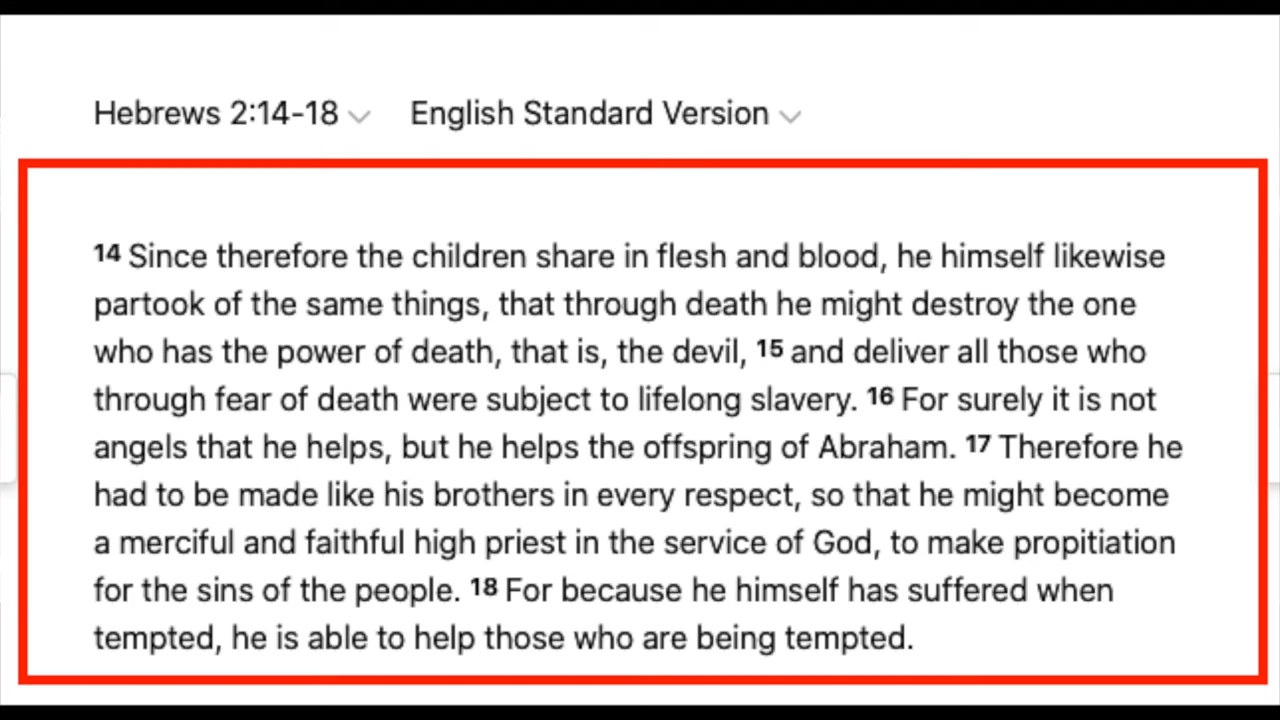 Hebrews 2:14-18 English Standard Version
14 Since therefore the children share in flesh and blood, he himself likewise
partook of the same things, that through death he might destroy the one
who has the power of death, that is, the devil, 15 and deliver all those who
through fear of death were subject to lifelong slavery. 16 For surely it is not
angels that he helps, but he helps the offspring of Abraham. 17 Therefore he
had to be made like his brothers in every respect, so that he might become
a merciful and faithful high priest in the service of God, to make propitiation
for the sins of the people. 18 For because he himself has suffered when
tempted, he is able to help those who are being tempted.